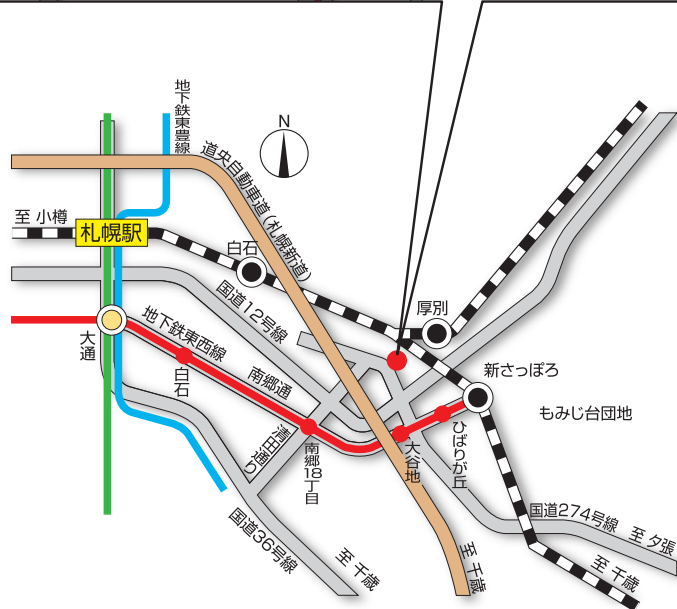 地下鉄東豊線
N
道央自動車道(札幌新道)
至 小樽
札幌駅
白石
国道12号線
厚別
大通
地下鉄東西線
白石
南郷通
新さっぽろ
もみじ台団地
清田通り
南郷18丁目
大谷地
ひばりが丘
国道36号線
国道274号線
至 夕張
至 千歳
至 千歳
至 千歳